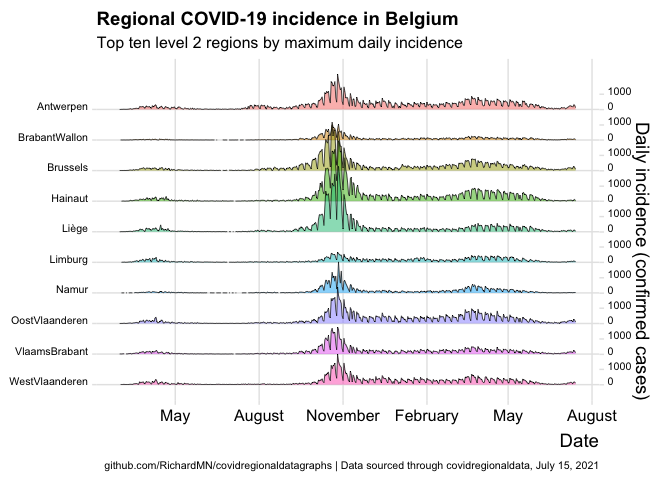 Regional COVID-19 incidence in Belgium
Top ten level 2 regions by maximum daily incidence
Antwerpen
BrabantWallon
Brussels
Hainaut
Liège
Limburg
Namur
OostVlaanderen
VlaamsBrabant
WestVlaanderen
1000
0
1000
0
1000
0
1000
0
1000
0
1000
0
1000
0
1000
0
1000
0
1000
0
Daily incidence (confirmed cases)
May August November February May August
Date
github.com/RichardMN/covidregionaldatagraphs | Data sourced through covidregionaldata, July 15, 2021